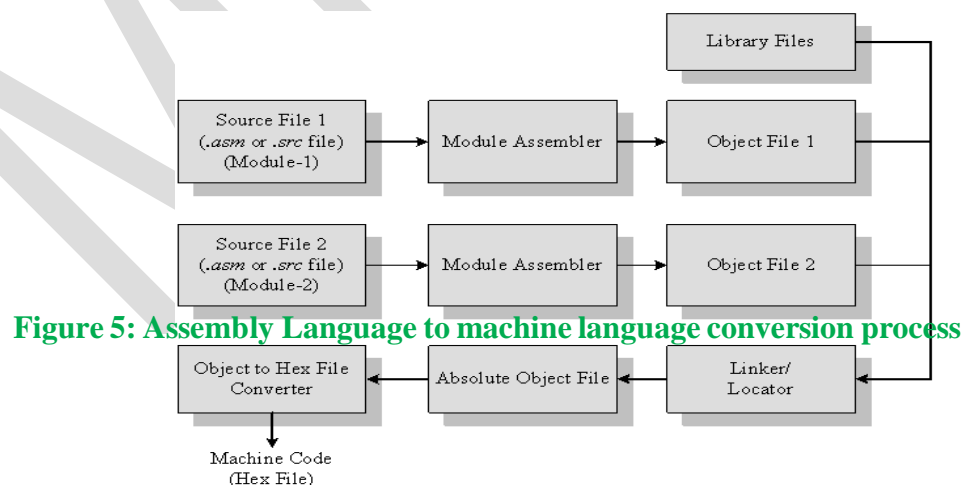 Library Files
Source File 1
(.asm or .src file)
(Module-1)
Module Assembler
Object File 1
Source File 2
(.asm or .src file)
(Module-2)
Module Assembler
Object File 2
Figure 5: Assembly Language to machine language conversion process
Object to Hex File
Converter
Absolute Object File
Linker/
Locator
Machine Code
(Hex File)